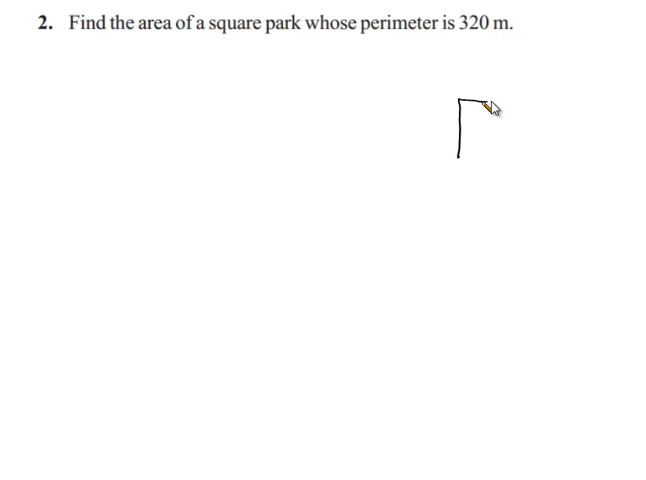 2. Find the area of a square park whose perimeter is 320 m.